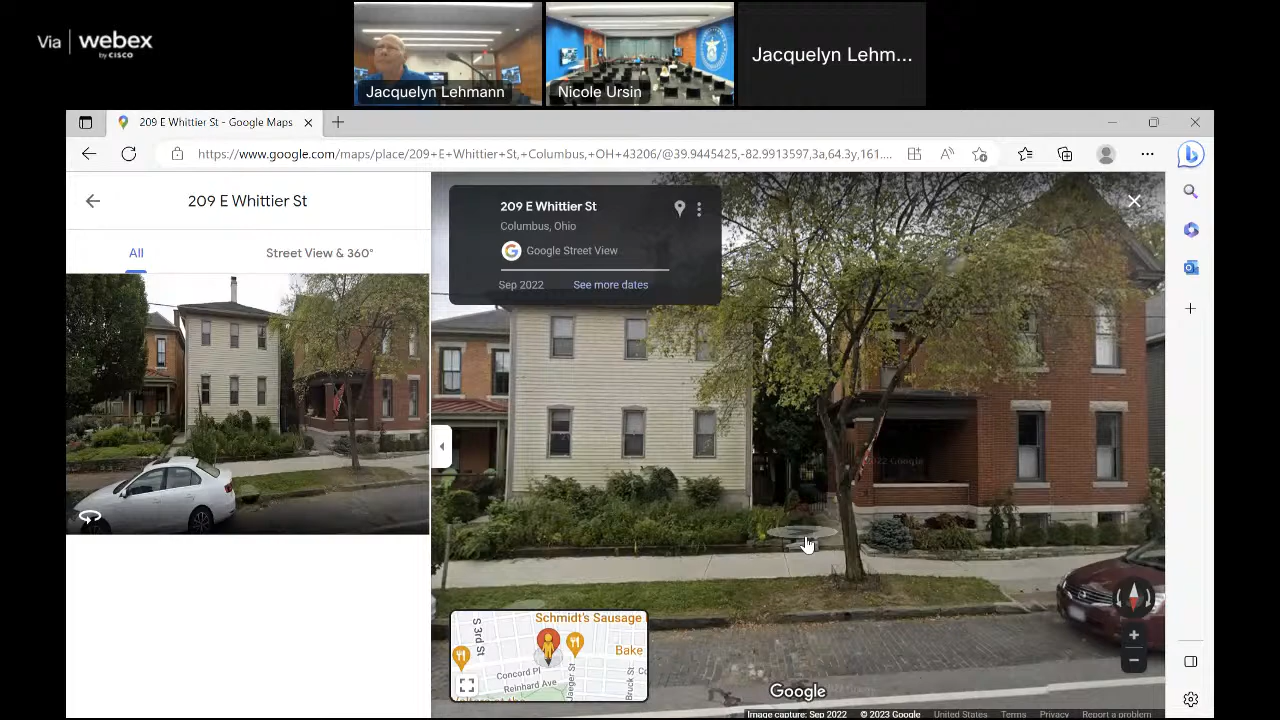 Via | webex
by CISCO
Jacquelyn Lehmann
Nicole Ursin
Jacquelyn Lehm...
209 E Whittier St - Google Maps
https://www.google.com/maps/place/209+E+Whittier+St,+Columbus,+OH+43206/@39.9445425,-82.9913597,3a,64.3y,161....
209 E Whittier St
All
Street View & 360°
209 E Whittier St
Columbus, Ohio
Google Street View
Sep 2022
See more dates
2022 Google
Schmidt's Sausage
S 3rd St
Bake
Concord Pl
Reinhard Ave
Jaeger St
Bruck St
Google
Image capture: Sep 2022
© 2023 Google
United States
Terms
Privacy
Report a problem